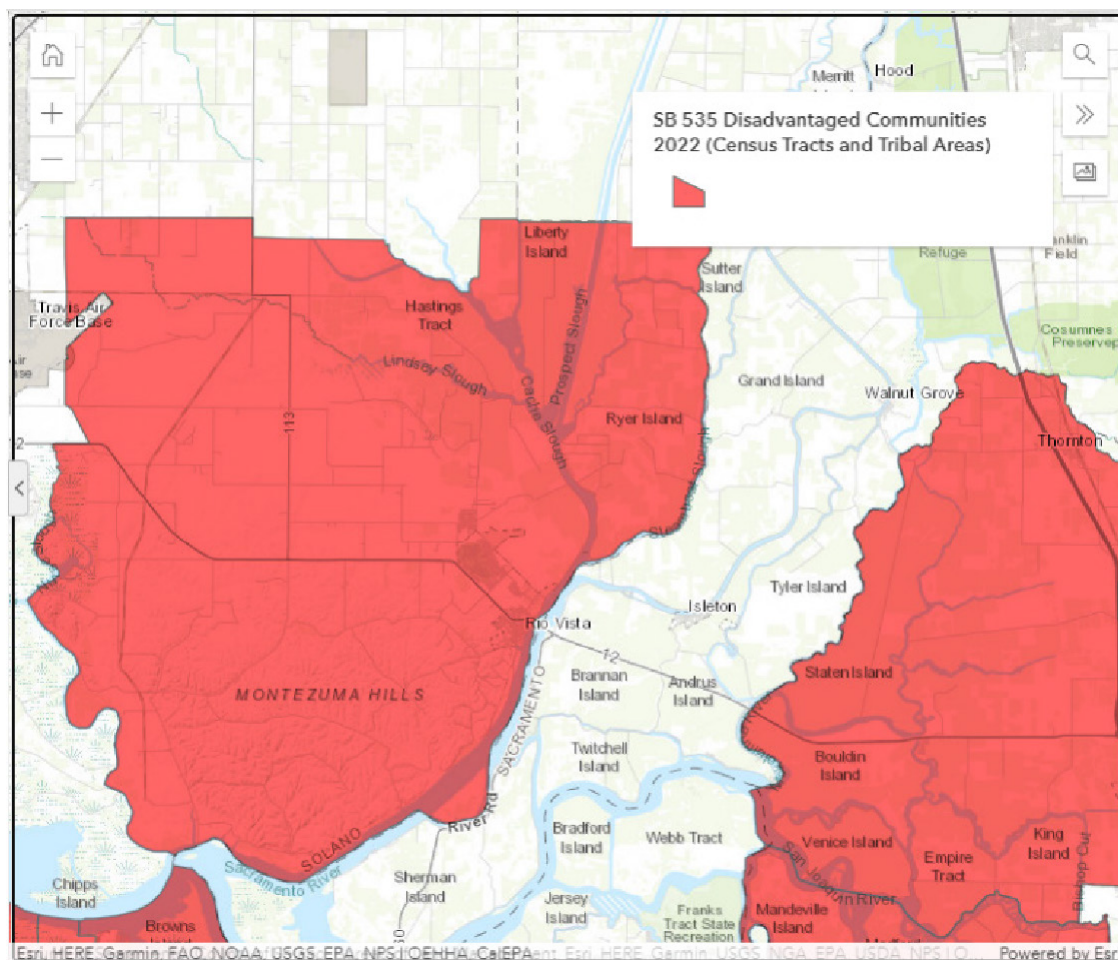 Hood
Merritt
SB 535 Disadvantaged Communities
2022 (Census Tracts and Tribal Areas)
Liberty
Island
Refuge
Franklin
Field
Sutter
Island
Travis Air
Force Base
Hastings
Tract
Prospect Slough
Cosumnes
Preserve
Lindsey Slough
Cache Slough
Grand Island
Walnut Grove
113
Ryer Island
Thornton
Slough
Tyler Island
Isleton
Rio Vista
12
Brannan
Island
Andrus
Island
Staten Island
MONTEZUMA HILLS
SACRAMENTO
Twitchell
Island
Bouldin
Island
River Rd
SOLANO
Bradford
Island
Webb Tract
Venice Island
King
Island
Empire
Tract
San Joaquin River
Bishop Cut
Sacramento River
Sherman
Island
Chipps
Island
Jersey
Island
Franks
Tract State
Recreation
Mandeville
Island
Browns
Esri, HERE, Garmin, FAO, NOAA, USGS, EPA, NPS | OEHHA, CalEPA
Powered by Esri